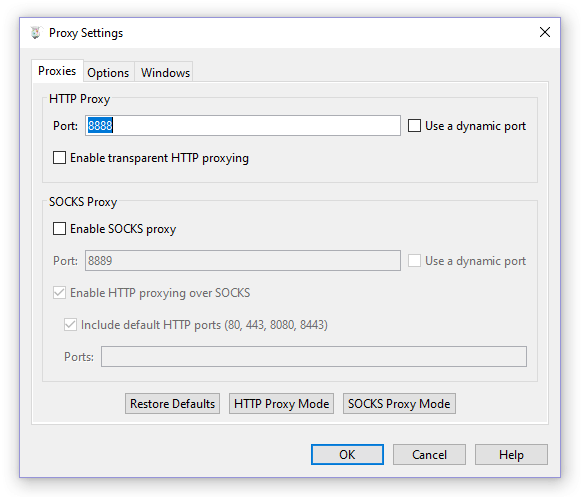 Proxy Settings
Proxies Options Windows
HTTP Proxy
Port: 8888 Use a dynamic port
Enable transparent HTTP proxying
SOCKS Proxy
Enable SOCKS proxy
Port: 8889 Use a dynamic port
Enable HTTP proxying over SOCKS
Include default HTTP ports (80, 443, 8080, 8443)
Ports:
Restore Defaults HTTP Proxy Mode SOCKS Proxy Mode
OK Cancel Help